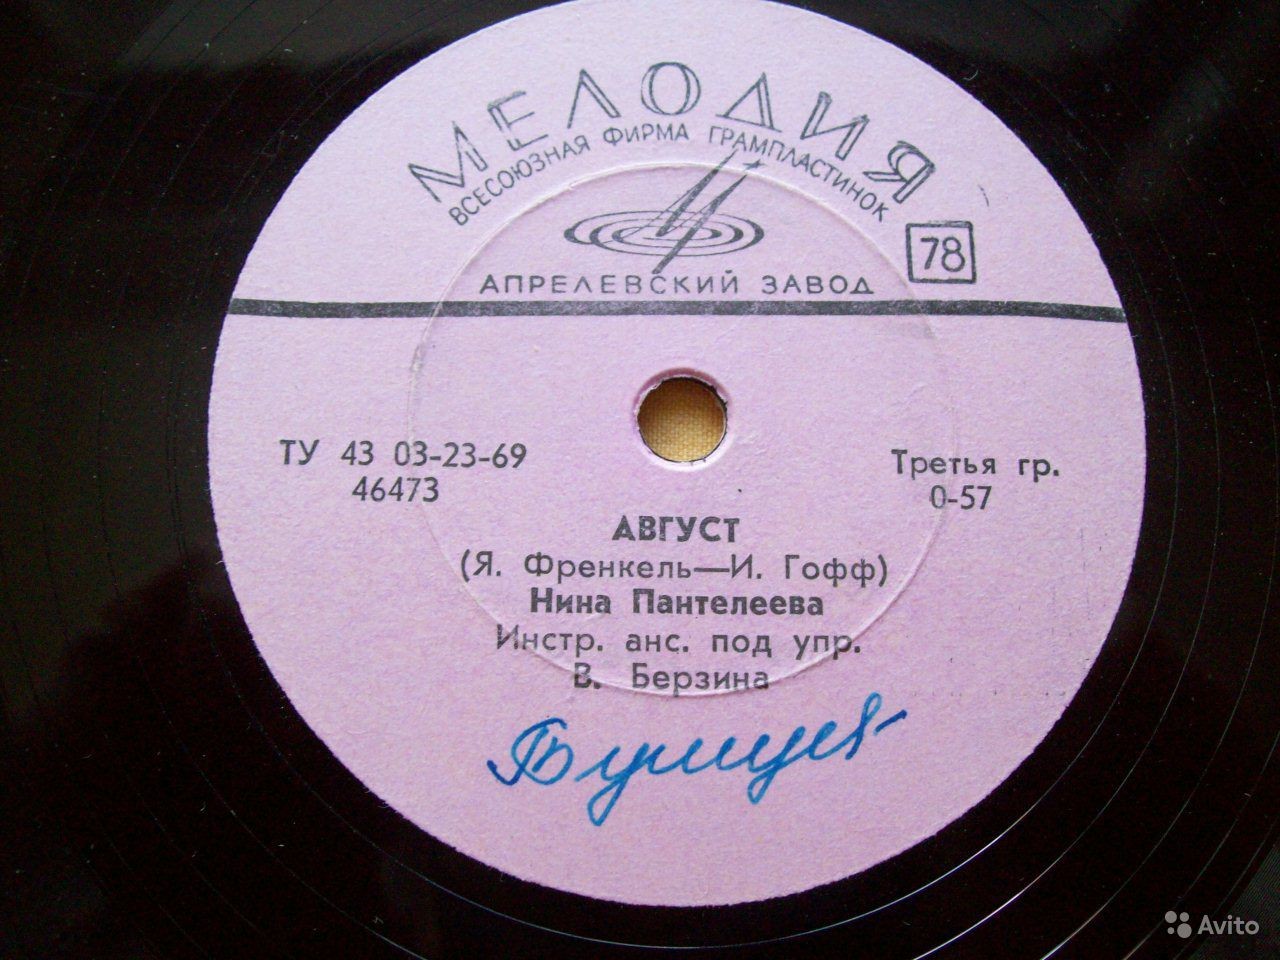 МЕЛОДИЯ
ВСЕСОЮЗНАЯ ФИРМА ГРАМПЛАСТИНОК
78
АПРЕЛЕВСКИЙ ЗАВОД
ТУ 43 03-23-69
46473
Третья гр.
0-57
АВГУСТ
(Я. Френкель—И. Гофф)
Нина Пантелеева
Инстр. анс. под упр.
В. Берзина
Avito